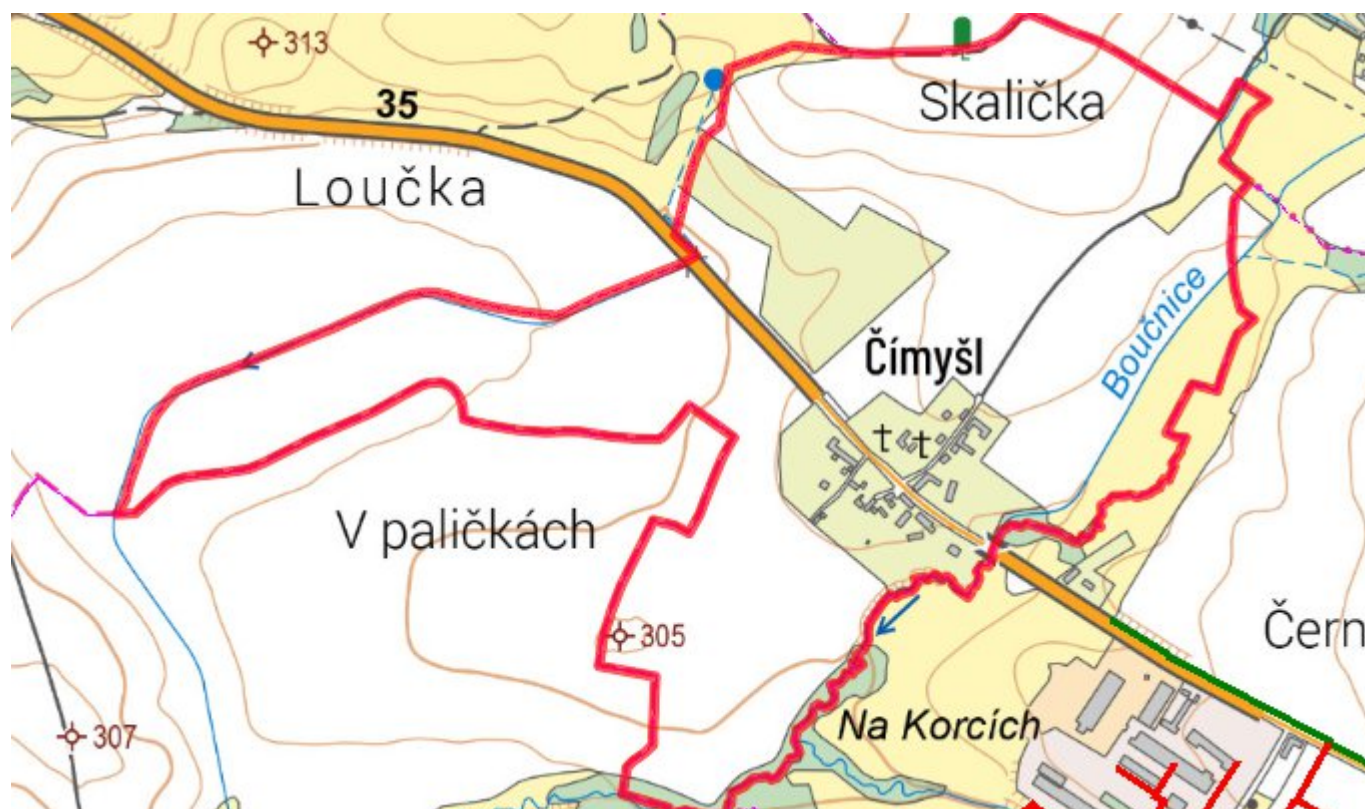 313
35
Skalička
Loučka
Boučnice
Čímyšl
V paličkách
305
Čern
Na Korcích
307